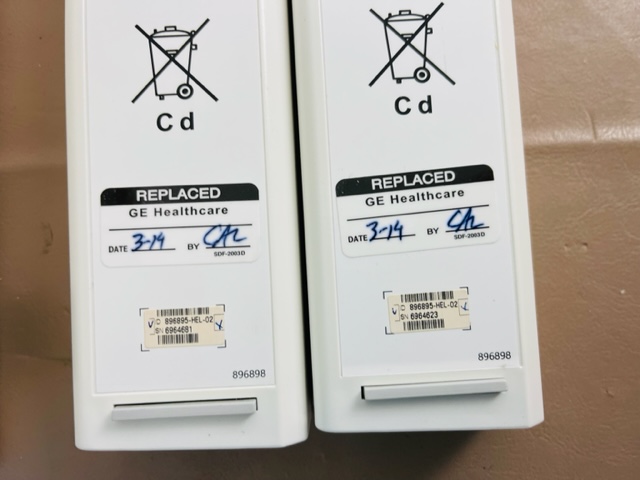 Cd
REPLACED
GE Healthcare
DATE 3-14 BY
SDF-2003D
896895-HEL-02
SN 6964681
896898
Cd
REPLACED
GE Healthcare
DATE 3-14 BY
SDF-2003D
896895-HEL-02
SN 6964623
896898